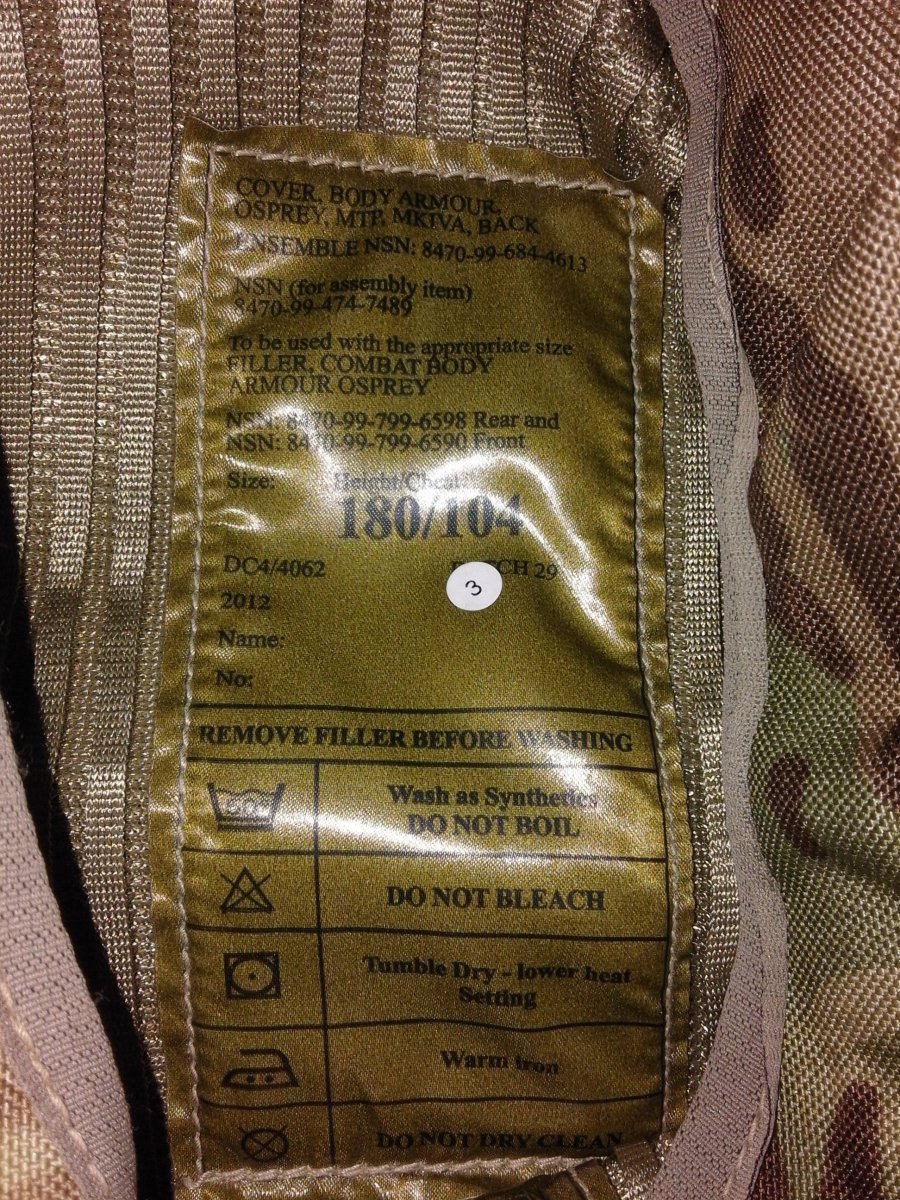 COVER, BODY ARMOUR,
OSPREY, MTP, MKIVA, BACK
ENSEMBLE NSN: 8470-99-684-4613
NSN (for assembly item)
8470-99-474-7489
To be used with the appropriate size
FILLER, COMBAT BODY
ARMOUR OSPREY
NSN: 8470-99-799-6598 Rear and
NSN: 8470-99-799-6590 Front
Size: Height/Chest
180/104
DC4/4062 29
3
2012
Name:
No:
REMOVE FILLER BEFORE WASHING
Wash as Synthetics
DO NOT BOIL
DO NOT BLEACH
Tumble Dry - lower heat
Setting
Warm iron
DO NOT DRY CLEAN